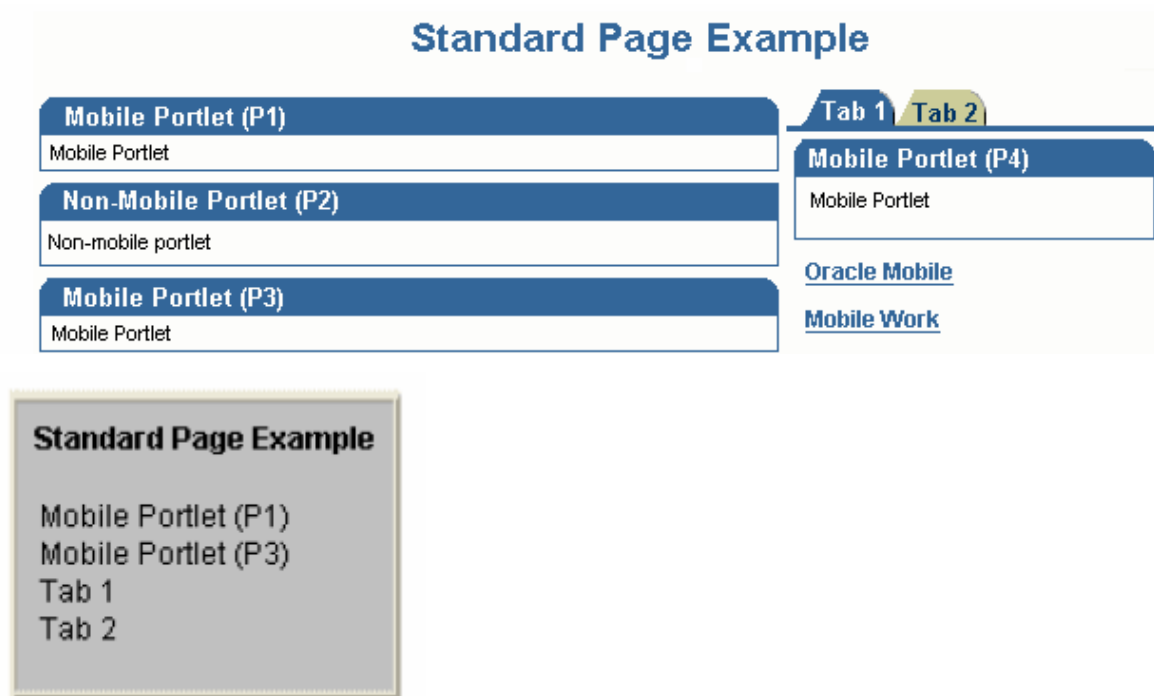 Standard Page Example
Mobile Portlet (P1)
Mobile Portlet
Non-Mobile Portlet (P2)
Non-mobile portlet
Mobile Portlet (P3)
Mobile Portlet
Tab 1 Tab 2
Mobile Portlet (P4)
Mobile Portlet
Oracle Mobile
Mobile Work
Standard Page Example
Mobile Portlet (P1)
Mobile Portlet (P3)
Tab 1
Tab 2